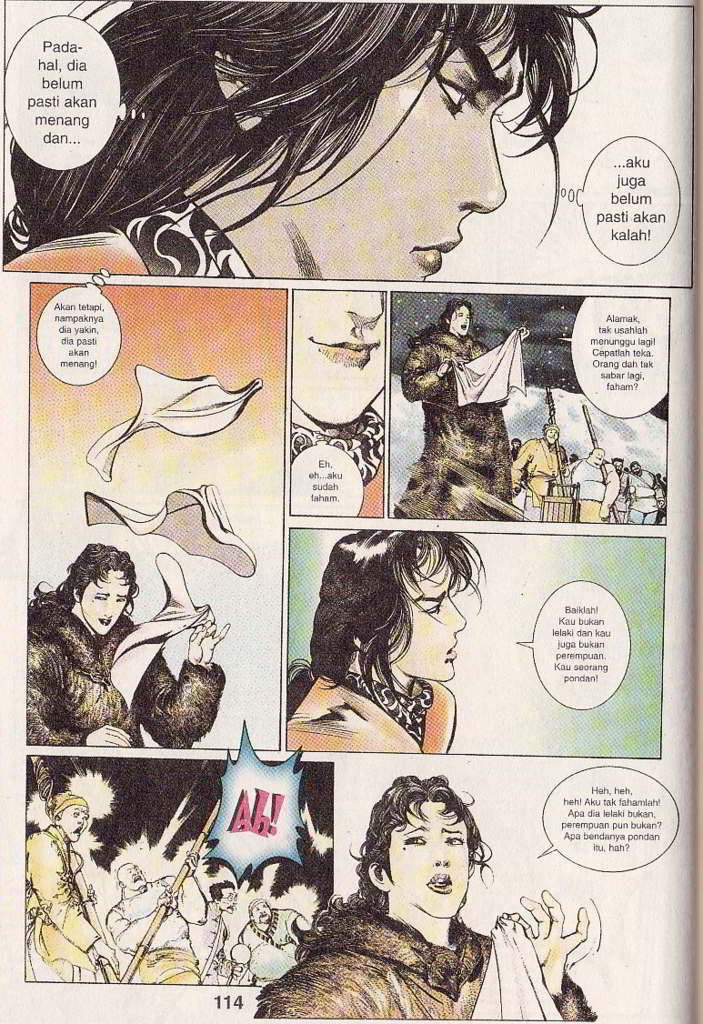 Pada-
hal, dia
belum
pasti akan
menang
dan...
...aku
juga
belum
pasti akan
kalah!
Akan tetapi,
nampaknya
dia yakin,
dia pasti
akan
menang!
Eh,
eh...aku
sudah
faham.
Alamak,
tak usahlah
menunggu lagi!
Cepatlah teka.
Orang dah tak
sabar lagi,
faham?
Baiklah!
Kau bukan
lelaki dan kau
juga bukan
perempuan.
Kau seorang
pondan!
Ah!
Heh, heh,
heh! Aku tak fahamlah!
Apa dia lelaki bukan,
perempuan pun bukan?
Apa bendanya pondan
itu, hah?
114